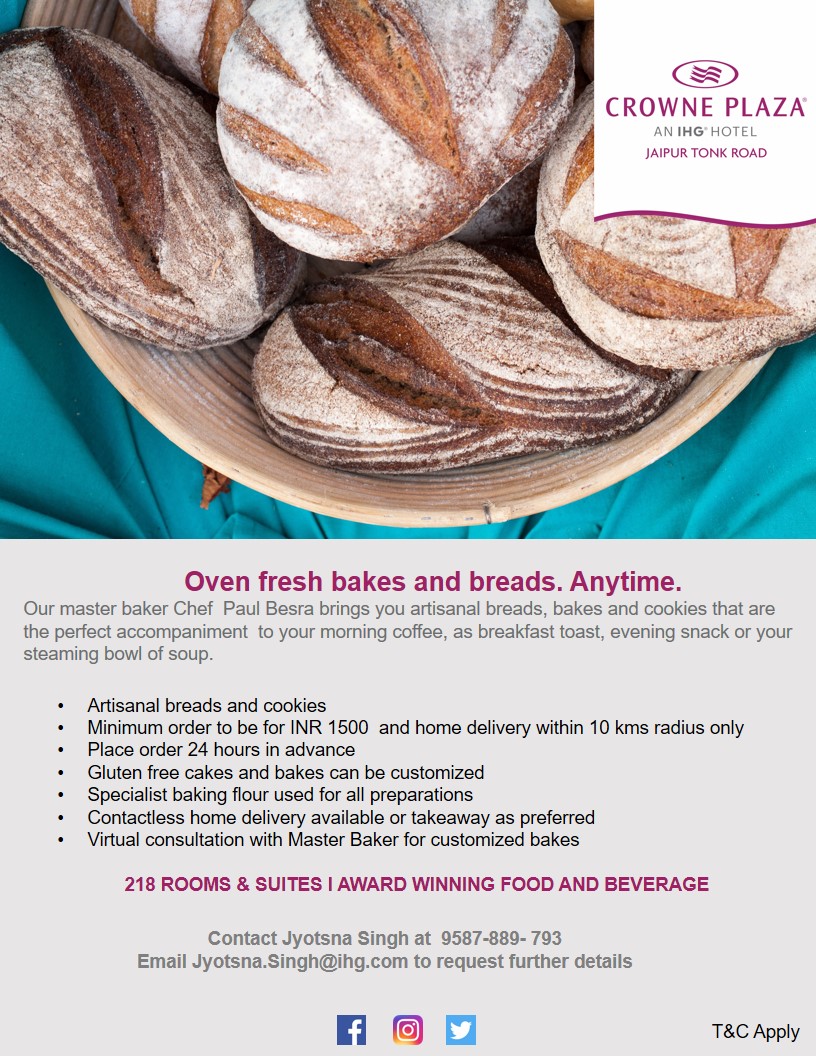 CROWNE PLAZA®
AN IHG® HOTEL
JAIPUR TONK ROAD
Oven fresh bakes and breads. Anytime.
Our master baker Chef  Paul Besra brings you artisanal breads, bakes and cookies that are
the perfect accompaniment  to your morning coffee, as breakfast toast, evening snack or your
steaming bowl of soup.
• Artisanal breads and cookies
• Minimum order to be for INR 1500  and home delivery within 10 kms radius only
• Place order 24 hours in advance
• Gluten free cakes and bakes can be customized
• Specialist baking flour used for all preparations
• Contactless home delivery available or takeaway as preferred
• Virtual consultation with Master Baker for customized bakes
218 ROOMS & SUITES I AWARD WINNING FOOD AND BEVERAGE
Contact Jyotsna Singh at  9587-889- 793
Email Jyotsna.Singh@ihg.com to request further details
T&C Apply